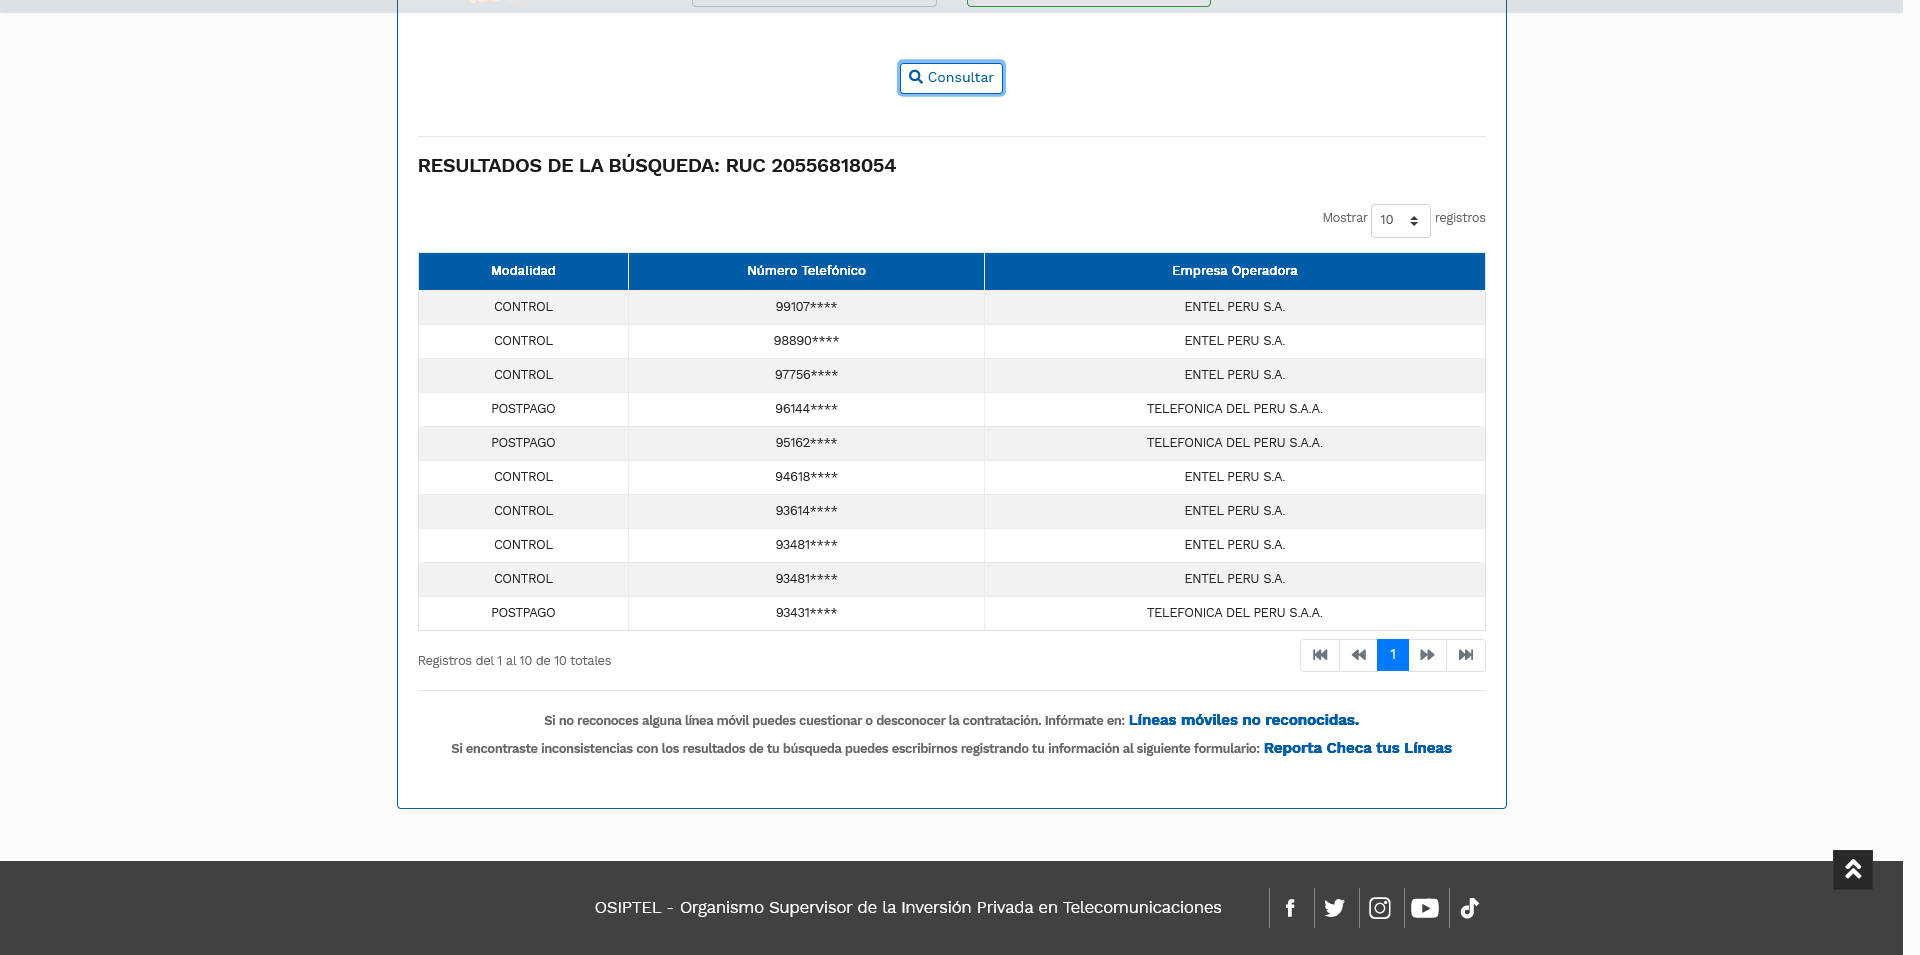 Consultar
RESULTADOS DE LA BÚSQUEDA: RUC 20556818054
Mostrar 10 registros
Modalidad Número Telefónico Empresa Operadora
CONTROL 99107**** ENTEL PERU S.A.
CONTROL 98890**** ENTEL PERU S.A.
CONTROL 97756**** ENTEL PERU S.A.
POSTPAGO 96144**** TELEFONICA DEL PERU S.A.A.
POSTPAGO 95162**** TELEFONICA DEL PERU S.A.A.
CONTROL 94618**** ENTEL PERU S.A.
CONTROL 93614**** ENTEL PERU S.A.
CONTROL 93481**** ENTEL PERU S.A.
CONTROL 93481**** ENTEL PERU S.A.
POSTPAGO 93431**** TELEFONICA DEL PERU S.A.A.
Registros del 1 al 10 de 10 totales 1
Si no reconoces alguna línea móvil puedes cuestionar o desconocer la contratación. Infórmate en: Líneas móviles no reconocidas.
Si encontraste inconsistencias con los resultados de tu búsqueda puedes escribirnos registrando tu información al siguiente formulario: Reporta Checa tus Líneas
OSIPTEL - Organismo Supervisor de la Inversión Privada en Telecomunicaciones